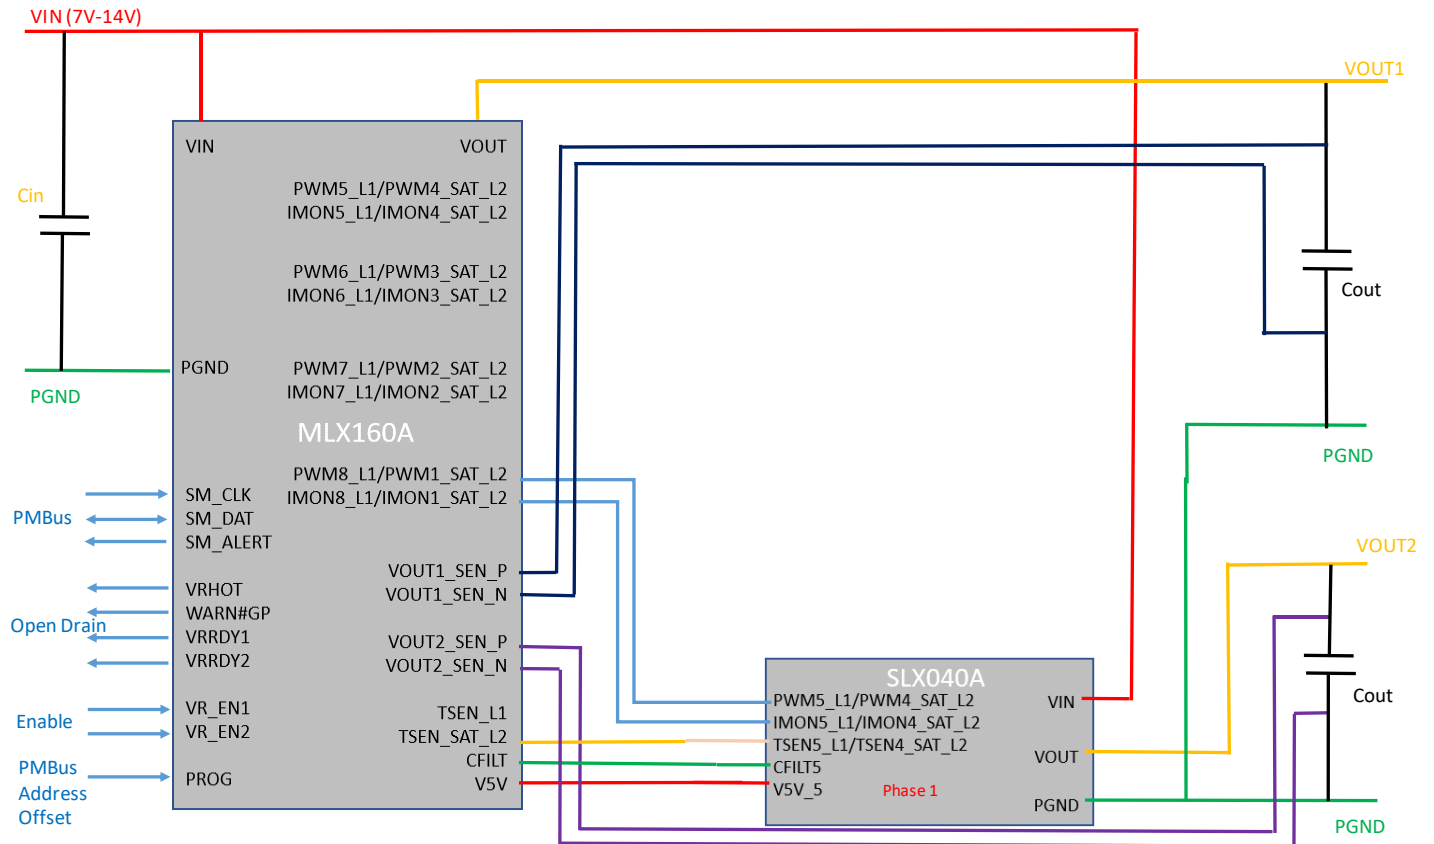 VIN (7V-14V)
VOUT1
VIN
VOUT
PWM5_L1/PWM4_SAT_L2
IMON5_L1/IMON4_SAT_L2
Cin
PWM6_L1/PWM3_SAT_L2
IMON6_L1/IMON3_SAT_L2
Cout
PGND
PGND
PWM7_L1/PWM2_SAT_L2
IMON7_L1/IMON2_SAT_L2
MLX160A
PGND
PWM8_L1/PWM1_SAT_L2
IMON8_L1/IMON1_SAT_L2
PMBus
SM_CLK
SM_DAT
SM_ALERT
VOUT2
VOUT1_SEN_P
VOUT1_SEN_N
Open Drain
VRHOT
WARN#GP
VRRDY1
VRRDY2
VOUT2_SEN_P
VOUT2_SEN_N
Enable
VR_EN1
VR_EN2
TSEN_L1
TSEN_SAT_L2
CFILT
V5V
PMBus
Address
Offset
PROG
SLX040A
PWM5_L1/PWM4_SAT_L2
IMON5_L1/IMON4_SAT_L2
TSEN5_L1/TSEN4_SAT_L2
CFILT5
V5V_5
Phase 1
VIN
VOUT
PGND
Cout
PGND